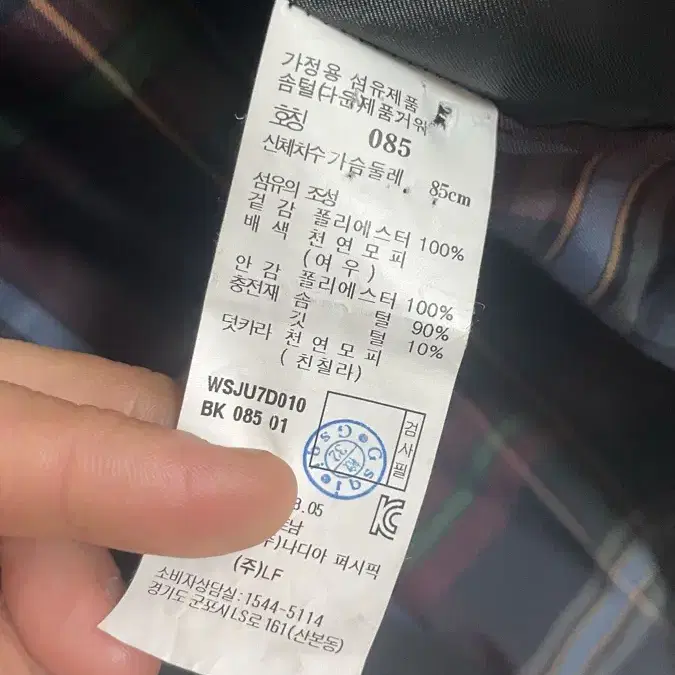 가정용 섬유제품
솜털(다운)제품거위
호칭 085
신체치수 가슴둘레 85cm
섬유의 조성
겉감 폴리에스터 100%
배색 천연모피
(여우)
안감 폴리에스터 100%
충전재 솜털 90%
깃털 10%
덧카라 천연모피
(친칠라)
WSJU7D010
BK 085 01
검사필
.05
남
)나디아 퍼시픽
(주)LF
소비자상담실:1544-5114
경기도 군포시LS로 161(산본동)